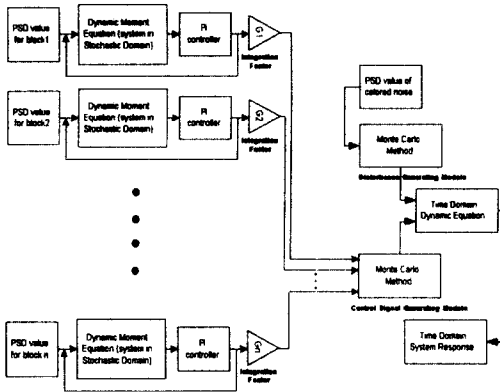 PSD value
for block1
Dynamic Moment
Equation (system in
Stochastic Domain)
Pi
controller
G1
Integration
Factor
PSD value
for block2
Dynamic Moment
Equation (system in
Stochastic Domain)
Pi
controller
G2
Integration
Factor
PSD value of
colored noise
Monte Carlo
Method
Disturbance Generating Module
Time Domain
Dynamic Equation
Monte Carlo
Method
Control Signal Generating Module
PSD value
for block n
Dynamic Moment
Equation (system in
Stochastic Domain)
Pi
controller
Gn
Integration
Factor
Time Domain
System Response